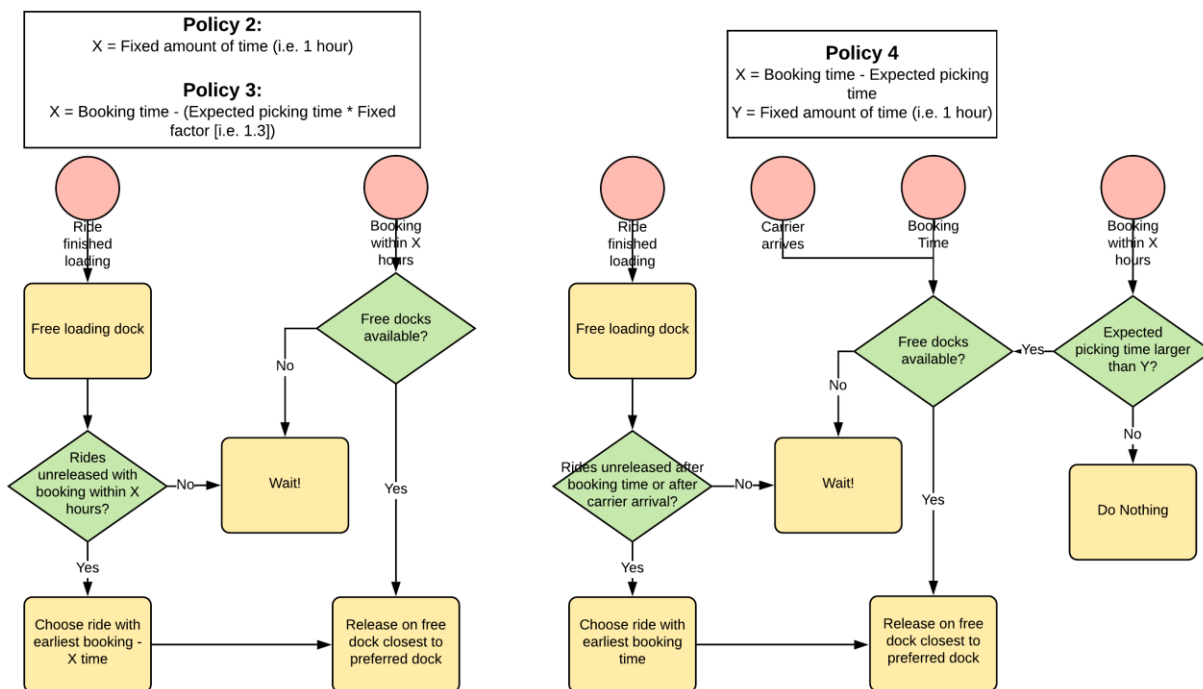 Policy 2:
X = Fixed amount of time (i.e. 1 hour)
Policy 3:
X = Booking time - (Expected picking time * Fixed
factor [i.e. 1.3])
Ride
finished
loading
Booking
within X
hours
Free loading dock
Free docks
available?
No
Rides
unreleased with
booking within X
hours?
No
Wait!
Yes
Yes
Choose ride with
earliest booking -
X time
Release on free
dock closest to
preferred dock
Policy 4
X = Booking time - Expected picking
time
Y = Fixed amount of time (i.e. 1 hour)
Ride
finished
loading
Carrier
arrives
Booking
Time
Booking
within X
hours
Free loading dock
Free docks
available?
Yes
Expected
picking time larger
than Y?
No
No
Rides unreleased after
booking time or after
carrier arrival?
No
Wait!
Yes
Do Nothing
Yes
Choose ride with
earliest booking
time
Release on free
dock closest to
preferred dock